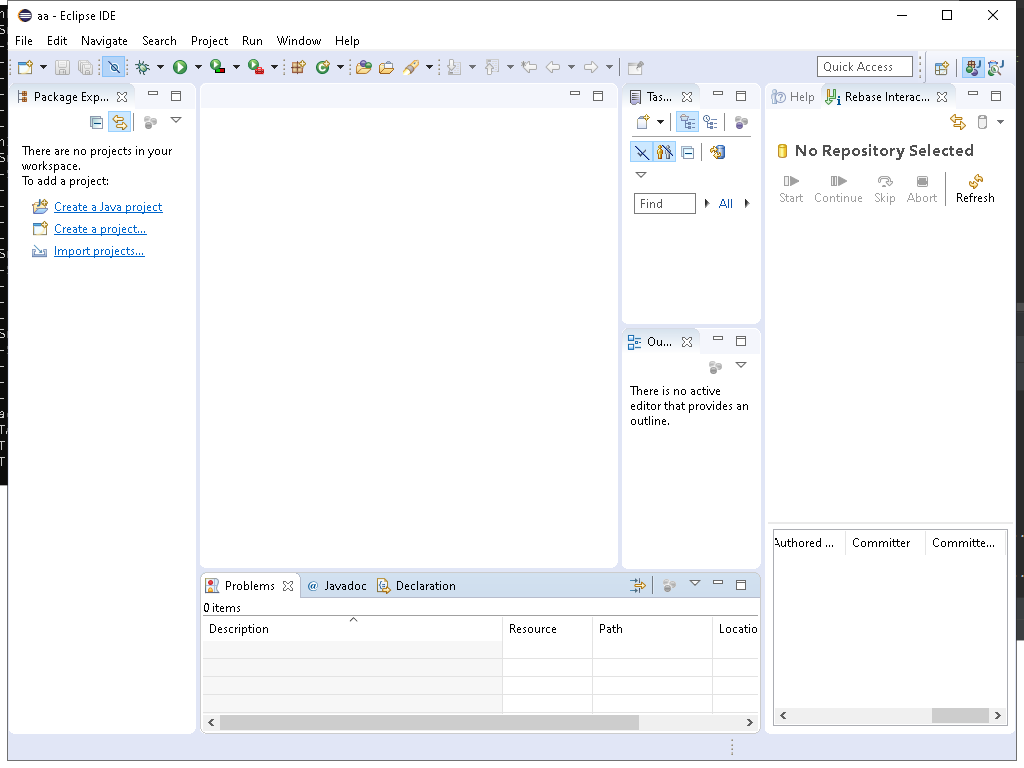 aa - Eclipse IDE
File Edit Navigate Search Project Run Window Help
Quick Access
Package Exp...
There are no projects in your
workspace.
To add a project:
Create a Java project
Create a project...
Import projects...
Tas...
Find
All
Ou...
There is no active
editor that provides an
outline.
Help
Rebase Interac...
No Repository Selected
Start Continue Skip Abort Refresh
Authored ... Committer Committe...
Problems @ Javadoc Declaration
0 items
Description Resource Path Locatio